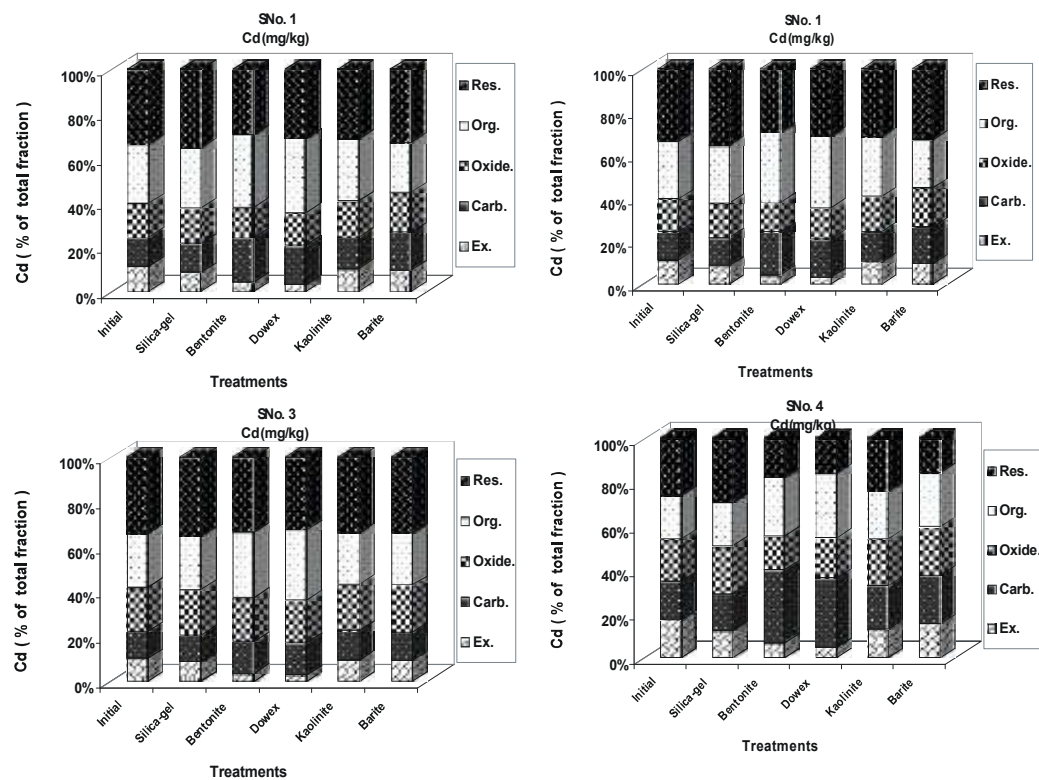 SNo. 1
Cd(mg/kg)
Cd ( % of total fraction )
100%
80%
60%
40%
20%
0%
Initial
Silica-gel
Bentonite
Dowex
Kaolinite
Barite
Treatments
Res.
Org.
Oxide.
Carb.
Ex.
SNo. 1
Cd(mg/kg)
Cd ( % of total fraction )
100%
80%
60%
40%
20%
0%
Initial
Silica-gel
Bentonite
Dowex
Kaolinite
Barite
Treatments
Res.
Org.
Oxide.
Carb.
Ex.
SNo. 3
Cd(mg/kg)
Cd ( % of total fraction )
100%
80%
60%
40%
20%
0%
Initial
Silica-gel
Bentonite
Dowex
Kaolinite
Barite
Treatments
Res.
Org.
Oxide.
Carb.
Ex.
SNo. 4
Cd(mg/kg)
Cd ( % of total fraction )
100%
80%
60%
40%
20%
0%
Initial
Silica-gel
Bentonite
Dowex
Kaolinite
Barite
Treatments
Res.
Org.
Oxide.
Carb.
Ex.